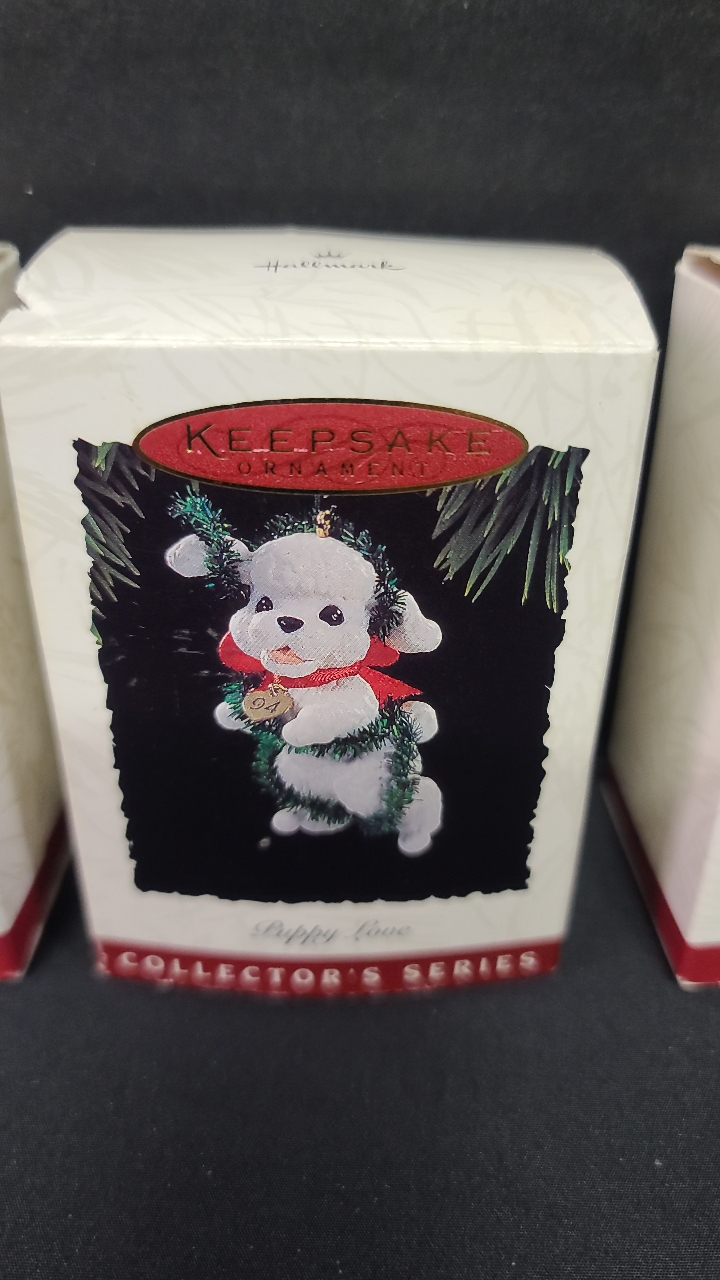 Hallmark
KEEPSAKE
ORNAMENT
94
Puppy Love
COLLECTOR'S SERIES